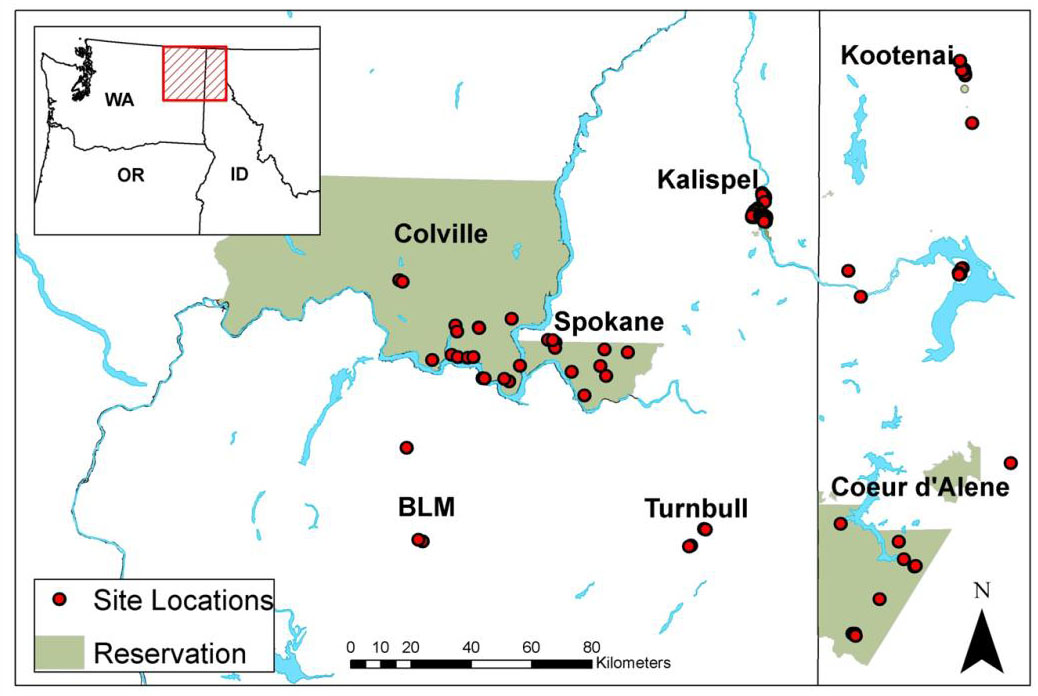 WA
OR
ID
Kootenai
Kalispel
Colville
Spokane
Coeur d'Alene
BLM
Turnbull
Site Locations
Reservation
0 10 20 40 60 80
Kilometers
N